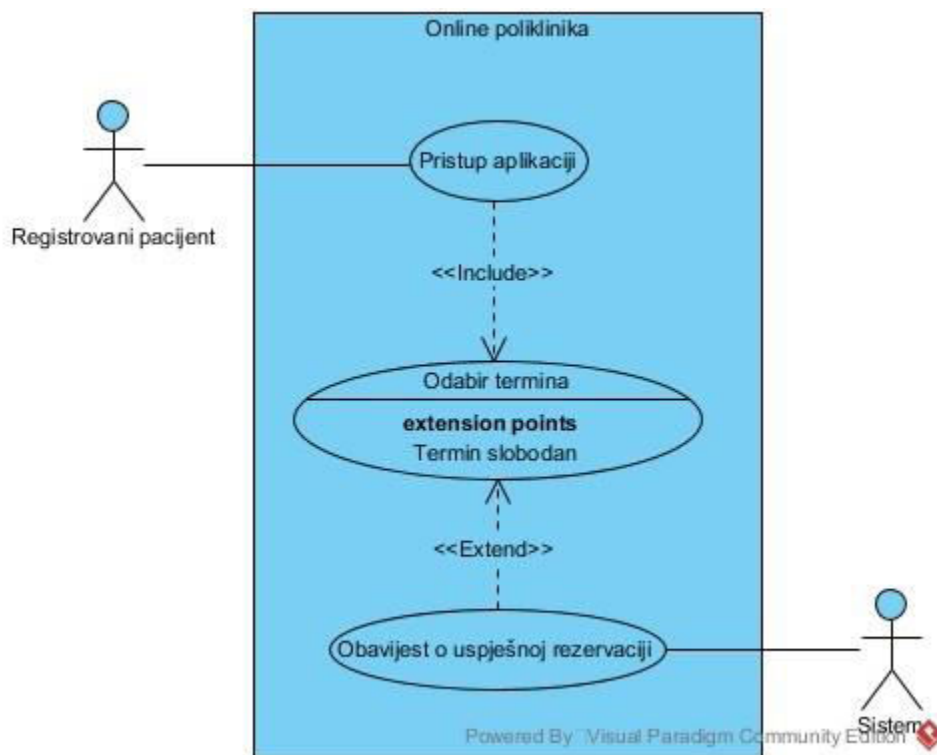 Online poliklinika
Pristup aplikaciji
Registrovani pacijent
<<Include>>
Odabir termina
extension points
Termin slobodan
<<Extend>>
Obavijest o uspješnoj rezervaciji
Sistem
Powered By Visual Paradigm Community Edition